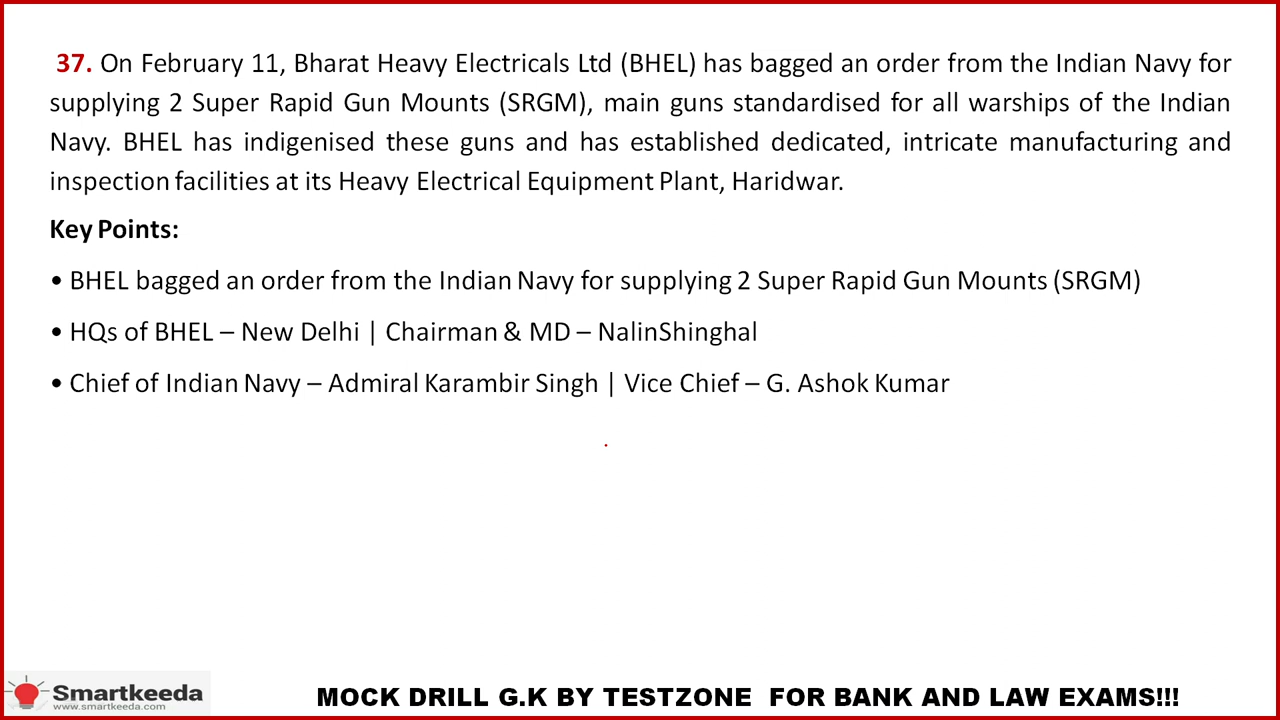 37. On February 11, Bharat Heavy Electricals Ltd (BHEL) has bagged an order from the Indian Navy for
supplying 2 Super Rapid Gun Mounts (SRGM), main guns standardised for all warships of the Indian
Navy. BHEL has indigenised these guns and has established dedicated, intricate manufacturing and
inspection facilities at its Heavy Electrical Equipment Plant, Haridwar.
Key Points:
• BHEL bagged an order from the Indian Navy for supplying 2 Super Rapid Gun Mounts (SRGM)
• HQs of BHEL – New Delhi | Chairman & MD – NalinShinghal
• Chief of Indian Navy – Admiral Karambir Singh | Vice Chief – G. Ashok Kumar
Smartkeeda
www.smartkeeda.com
MOCK DRILL G.K BY TESTZONE FOR BANK AND LAW EXAMS!!!